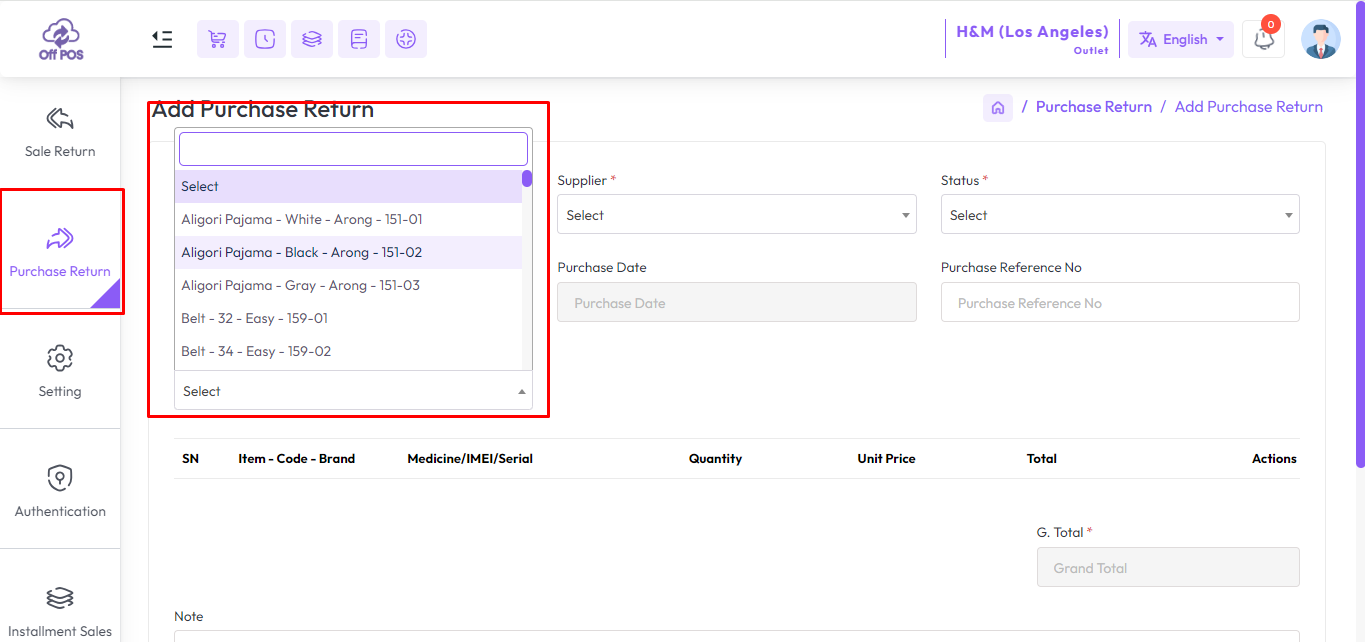 Off POS
H&M (Los Angeles)
Outlet
English
0
Sale Return
Purchase Return
Setting
Authentication
Installment Sales
Add Purchase Return
/ Purchase Return / Add Purchase Return
Select
Aligori Pajama - White - Arong - 151-01
Aligori Pajama - Black - Arong - 151-02
Aligori Pajama - Gray - Arong - 151-03
Belt - 32 - Easy - 159-01
Belt - 34 - Easy - 159-02
Select
Supplier *
Select
Status *
Select
Purchase Date
Purchase Date
Purchase Reference No
Purchase Reference No
SN Item - Code - Brand Medicine/IMEI/Serial Quantity Unit Price Total Actions
G. Total *
Grand Total
Note